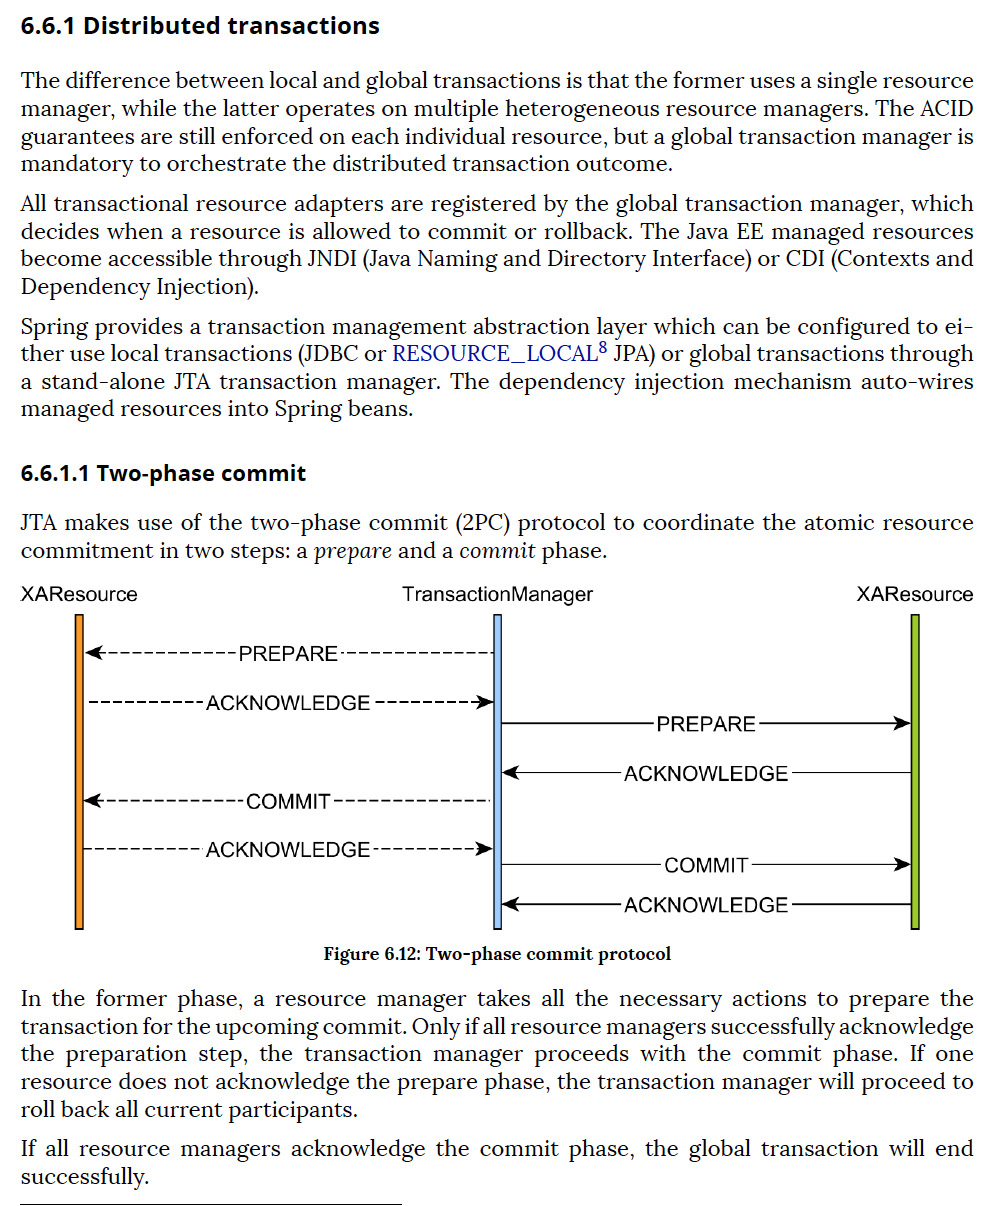 6.6.1 Distributed transactions
The difference between local and global transactions is that the former uses a single resource
manager, while the latter operates on multiple heterogeneous resource managers. The ACID
guarantees are still enforced on each individual resource, but a global transaction manager is
mandatory to orchestrate the distributed transaction outcome.
All transactional resource adapters are registered by the global transaction manager, which
decides when a resource is allowed to commit or rollback. The Java EE managed resources
become accessible through JNDI (Java Naming and Directory Interface) or CDI (Contexts and
Dependency Injection).
Spring provides a transaction management abstraction layer which can be configured to ei-
ther use local transactions (JDBC or RESOURCE_LOCAL⁸ JPA) or global transactions through
a stand-alone JTA transaction manager. The dependency injection mechanism auto-wires
managed resources into Spring beans.
6.6.1.1 Two-phase commit
JTA makes use of the two-phase commit (2PC) protocol to coordinate the atomic resource
commitment in two steps: a prepare and a commit phase.
XAResource TransactionManager XAResource
PREPARE
ACKNOWLEDGE
PREPARE
ACKNOWLEDGE
COMMIT
ACKNOWLEDGE
COMMIT
ACKNOWLEDGE
Figure 6.12: Two-phase commit protocol
In the former phase, a resource manager takes all the necessary actions to prepare the
transaction for the upcoming commit. Only if all resource managers successfully acknowledge
the preparation step, the transaction manager proceeds with the commit phase. If one
resource does not acknowledge the prepare phase, the transaction manager will proceed to
roll back all current participants.
If all resource managers acknowledge the commit phase, the global transaction will end
successfully.